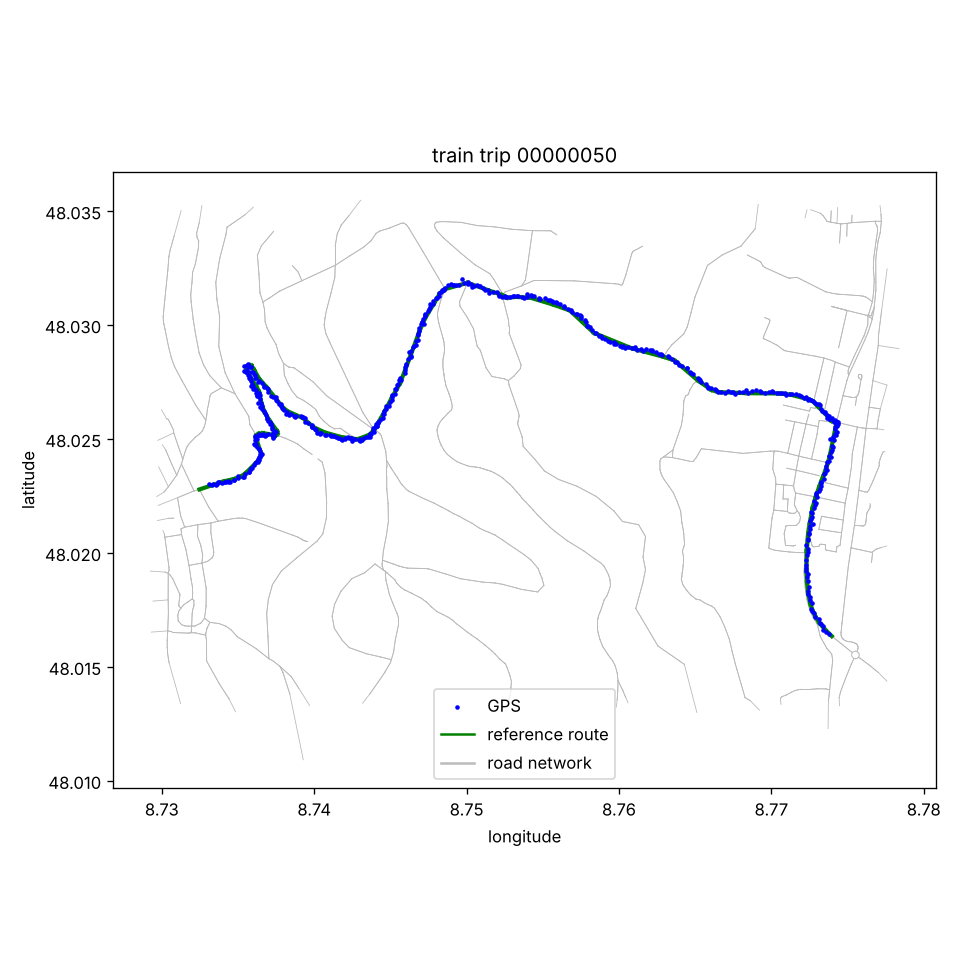 train trip 00000050
48.035
48.030
48.025
48.020
48.015
48.010
latitude
8.73
8.74
8.75
8.76
8.77
8.78
longitude
GPS
reference route
road network